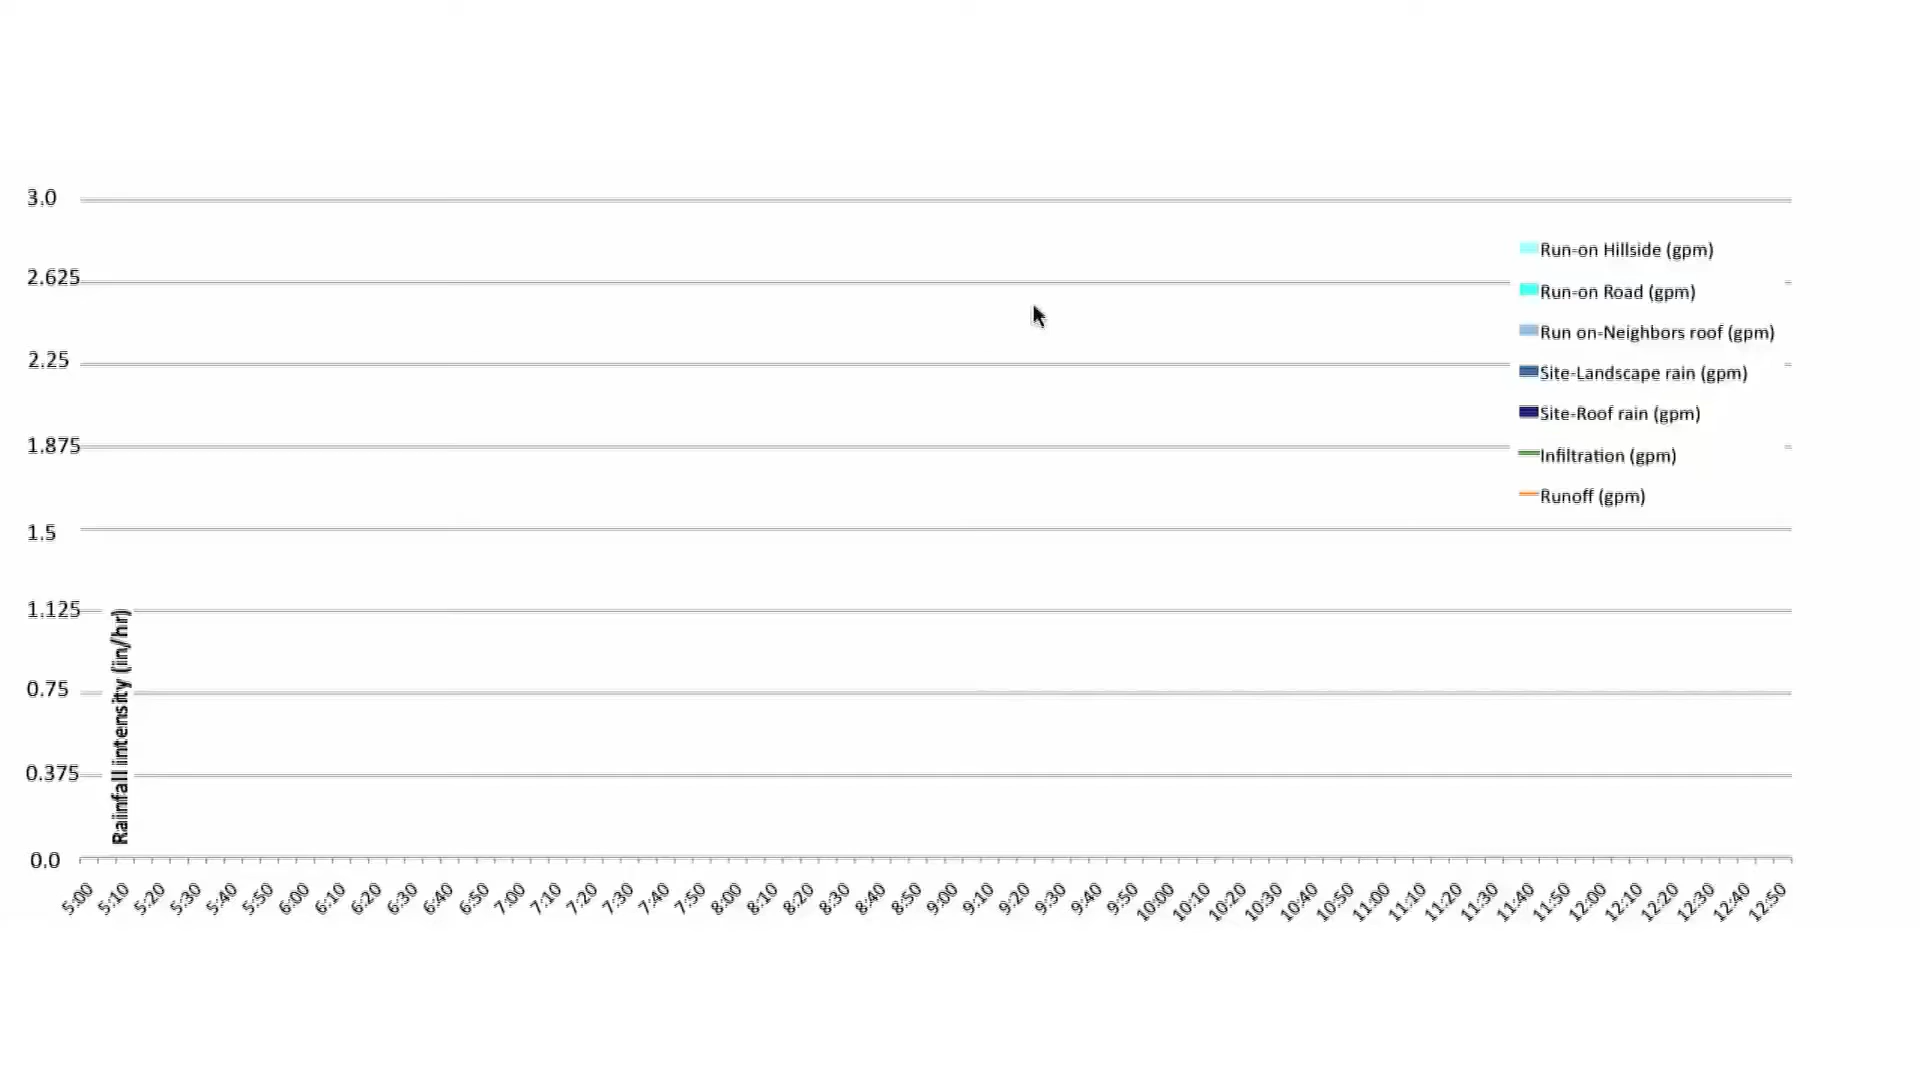 3.0
2.625
2.25
1.875
1.5
1.125
0.75
0.375
0.0
Rainfall intensity (in/hr)
Run-on Hillside (gpm)
Run-on Road (gpm)
Run on-Neighbors roof (gpm)
Site-Landscape rain (gpm)
Site-Roof rain (gpm)
Infiltration (gpm)
Runoff (gpm)
5:00 5:10 5:20 5:30 5:40 5:50 6:00 6:10 6:20 6:30 6:40 6:50 7:00 7:10 7:20 7:30 7:40 7:50 8:00 8:10 8:20 8:30 8:40 8:50 9:00 9:10 9:20 9:30 9:40 9:50 10:00 10:10 10:20 10:30 10:40 10:50 11:00 11:10 11:20 11:30 11:40 11:50 12:00 12:10 12:20 12:30 12:40 12:50